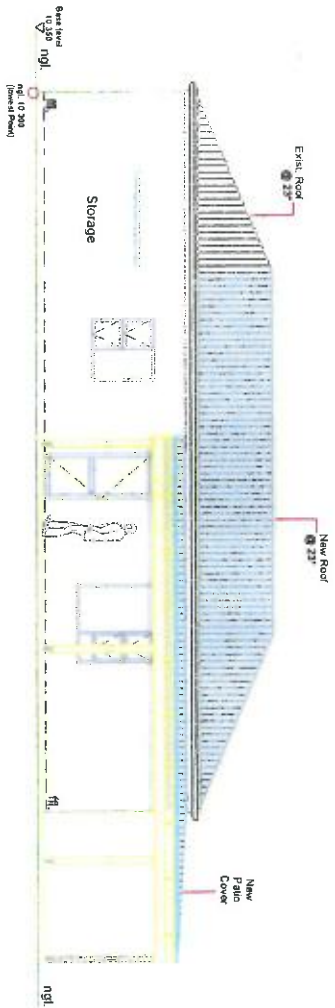 Exist. Roof
@ 23°
New Roof
@ 23°
New
Patio
Cover
Storage
ffl.
ffl.
Base level
10 350
ngl.
ngl. 10 300
(lowest Point)
ngl.